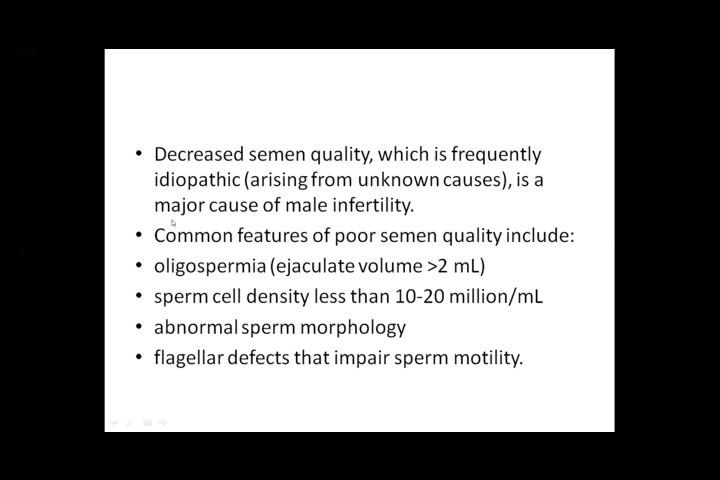 • Decreased semen quality, which is frequently
idiopathic (arising from unknown causes), is a
major cause of male infertility.
• Common features of poor semen quality include:
• oligospermia (ejaculate volume >2 mL)
• sperm cell density less than 10-20 million/mL
• abnormal sperm morphology
• flagellar defects that impair sperm motility.